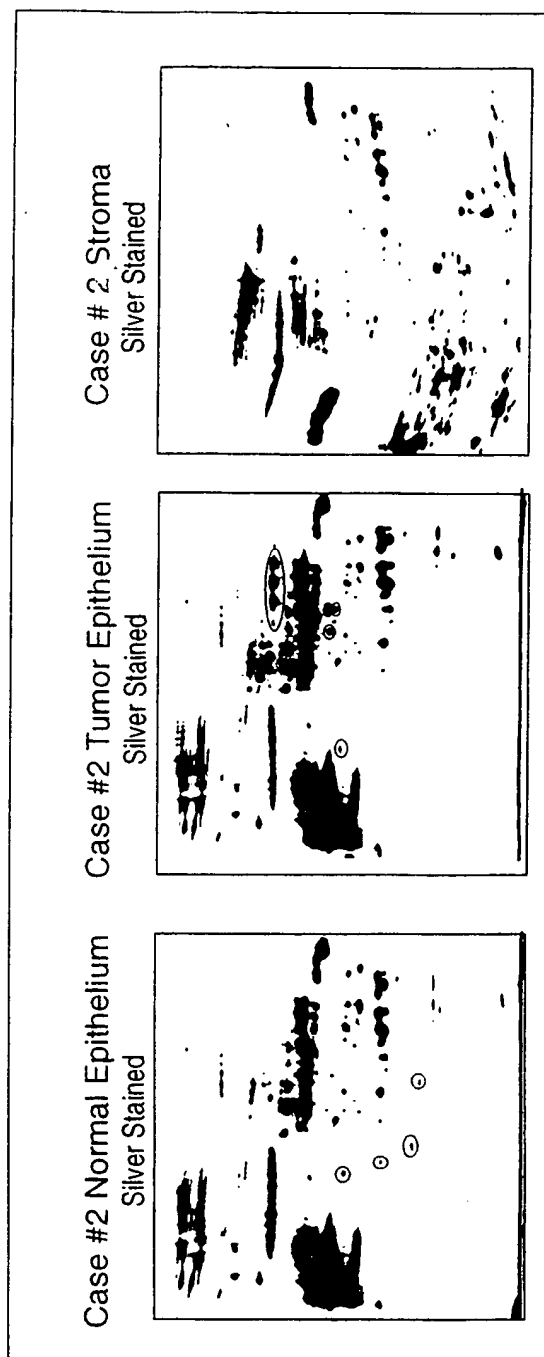 Case #2 Normal Epithelium
Silver Stained
Case #2 Tumor Epithelium
Silver Stained
Case # 2 Stroma
Silver Stained